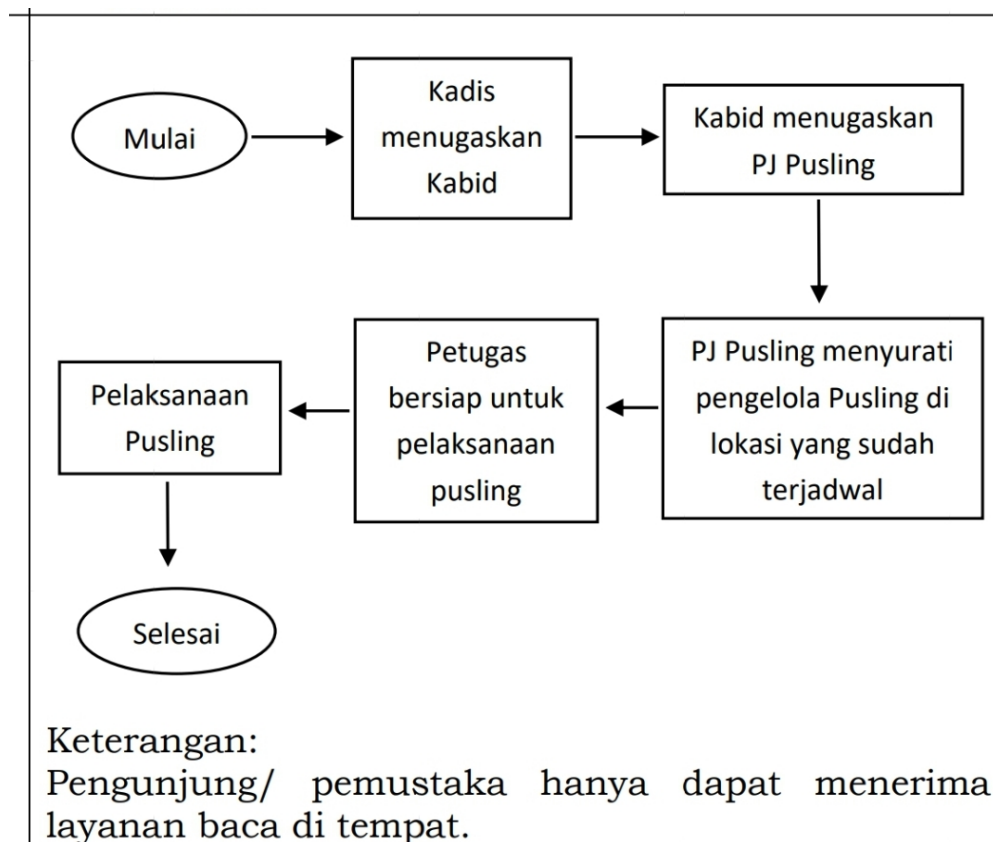 Mulai
Kadis
menugaskan
Kabid
Kabid menugaskan
PJ Pusling
PJ Pusling menyurati
pengelola Pusling di
lokasi yang sudah
terjadwal
Petugas
bersiap untuk
pelaksanaan
pusling
Pelaksanaan
Pusling
Selesai
Keterangan:
Pengunjung/ pemustaka hanya dapat menerima
layanan baca di tempat.